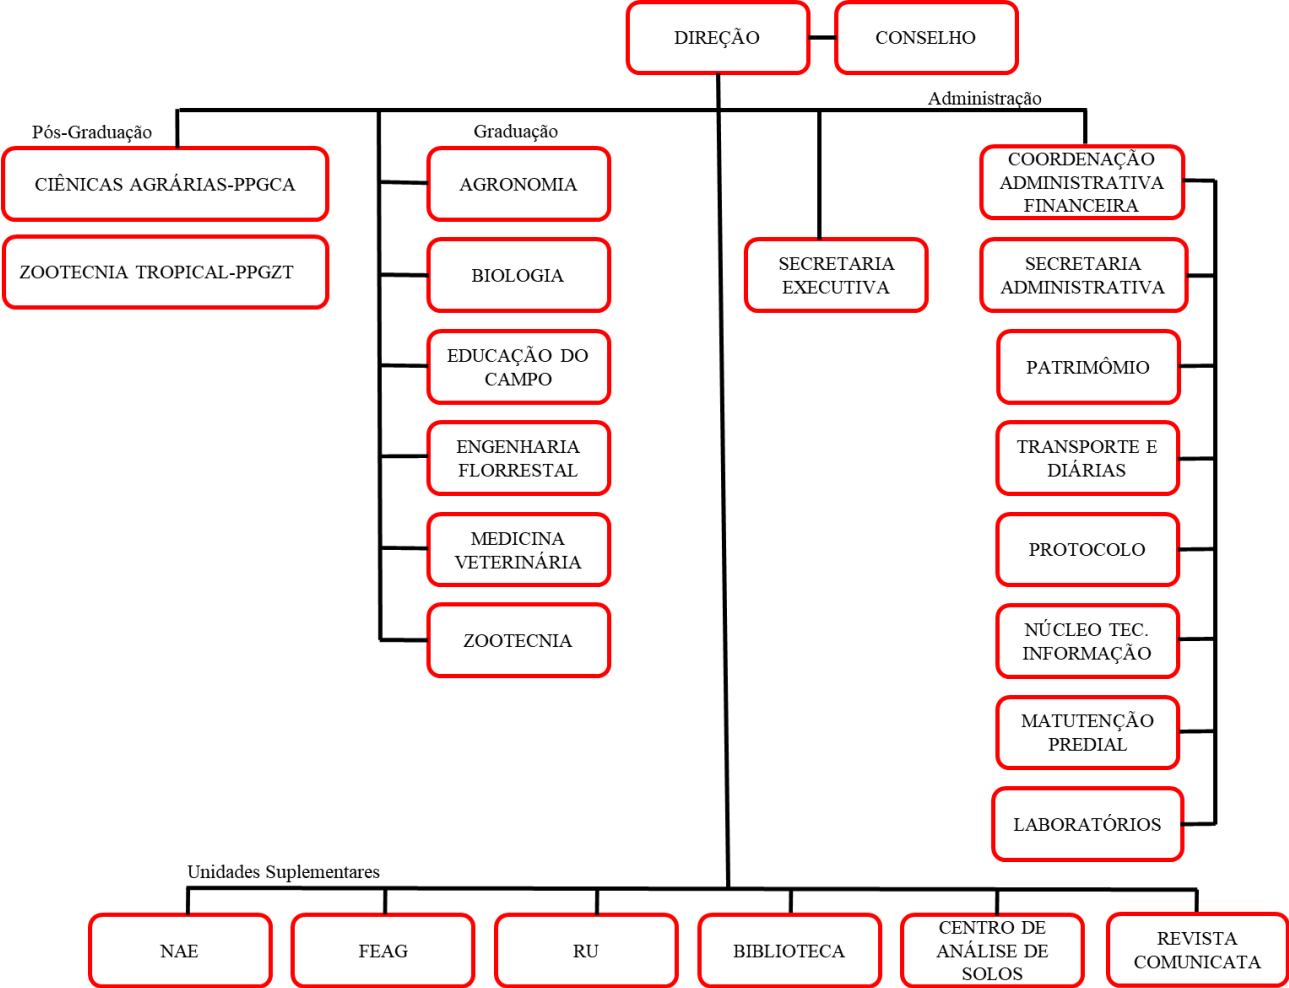 DIREÇÃO
CONSELHO
Administração
Pós-Graduação
Graduação
CIÊNICAS AGRÁRIAS-PPGCA
ZOOTECNIA TROPICAL-PPGZT
AGRONOMIA
BIOLOGIA
EDUCAÇÃO DO
CAMPO
ENGENHARIA
FLORRESTAL
MEDICINA
VETERINÁRIA
ZOOTECNIA
SECRETARIA
EXECUTIVA
COORDENAÇÃO
ADMINISTRATIVA
FINANCEIRA
SECRETARIA
ADMINISTRATIVA
PATRIMÔMIO
TRANSPORTE E
DIÁRIAS
PROTOCOLO
NÚCLEO TEC.
INFORMAÇÃO
MATUTENÇÃO
PREDIAL
LABORATÓRIOS
Unidades Suplementares
NAE
FEAG
RU
BIBLIOTECA
CENTRO DE
ANÁLISE DE
SOLOS
REVISTA
COMUNICATA